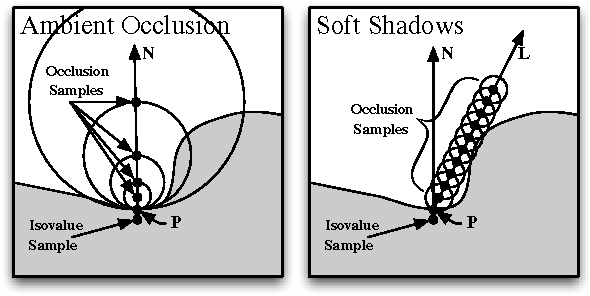 Ambient Occlusion
N
Occlusion
Samples
Isovalue
Sample
P
Soft Shadows
N
L
Occlusion
Samples
Isovalue
Sample
P